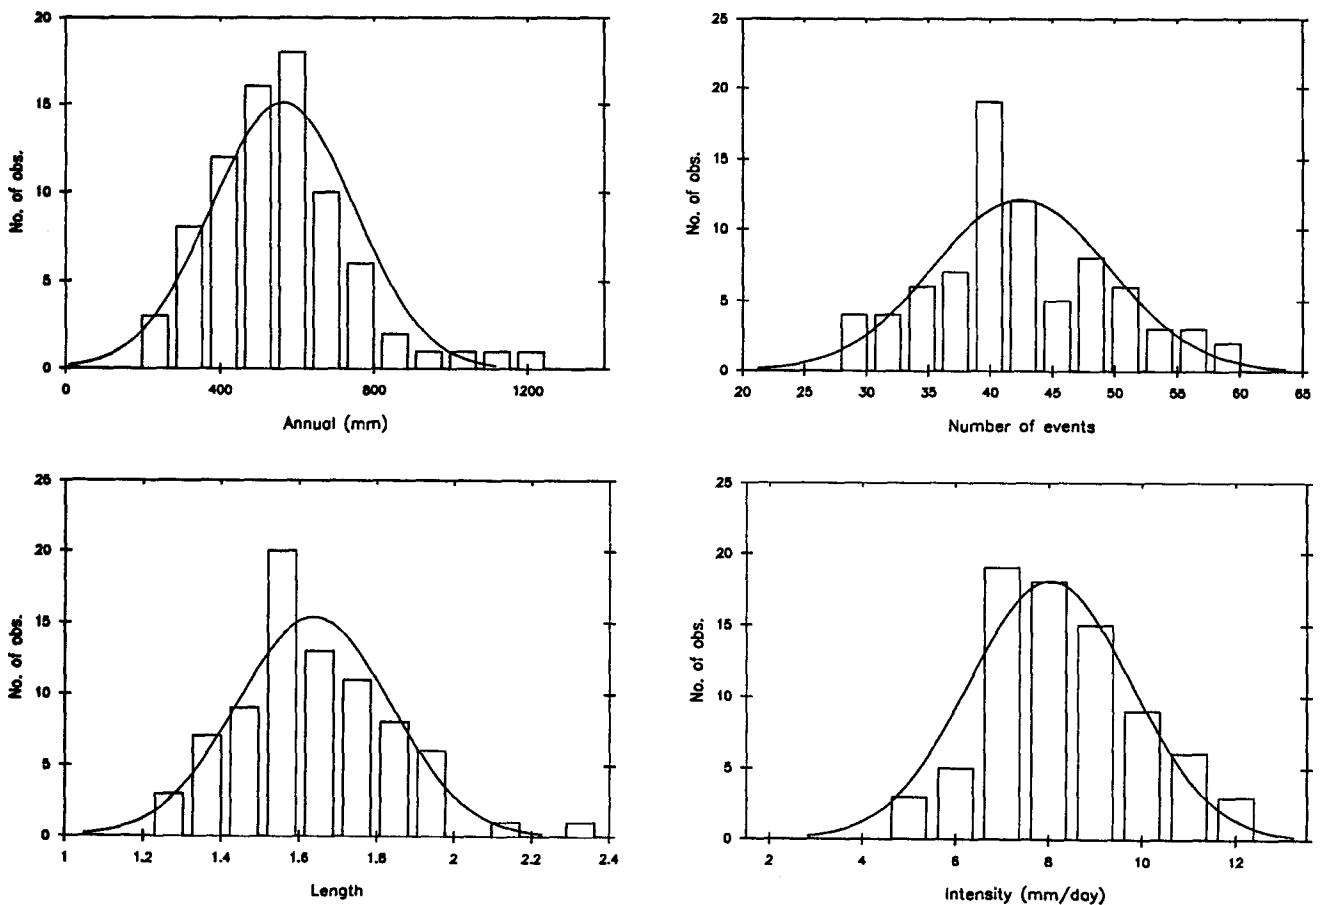 20
15
10
5
0
No. of obs.
0 400 800 1200
Annual (mm)
25
20
15
10
5
0
No. of obs.
20 25 30 35 40 45 50 55 60 65
Number of events
25
20
15
10
5
0
No. of obs.
1 1.2 1.4 1.6 1.8 2 2.2 2.4
Length
25
20
15
10
5
0
No. of obs.
2 4 6 8 10 12
Intensity (mm/day)